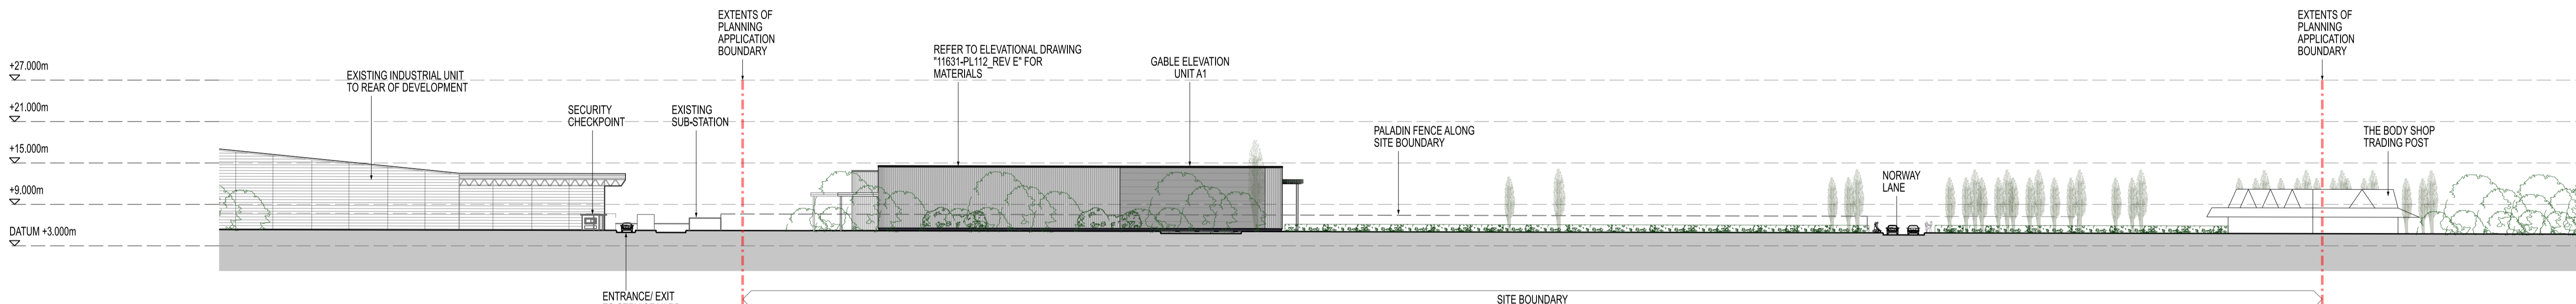 EXTENTS OF
PLANNING
APPLICATION
BOUNDARY
EXTENTS OF
PLANNING
APPLICATION
BOUNDARY
REFER TO ELEVATIONAL DRAWING
"11631-PL112_REV E" FOR
MATERIALS
GABLE ELEVATION
UNIT A1
+27.000m
EXISTING INDUSTRIAL UNIT
TO REAR OF DEVELOPMENT
+21.000m
SECURITY
CHECKPOINT
EXISTING
SUB-STATION
PALADIN FENCE ALONG
SITE BOUNDARY
THE BODY SHOP
TRADING POST
+15.000m
NORWAY
LANE
+9.000m
DATUM +3.000m
ENTRANCE/ EXIT
SITE BOUNDARY